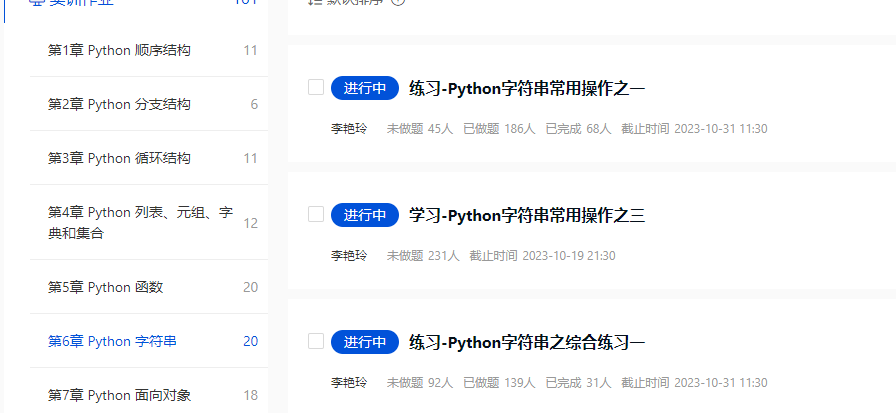 实训作业 161
默认排序
第1章 Python 顺序结构 11
第2章 Python 分支结构 6
第3章 Python 循环结构 11
第4章 Python 列表、元组、字
典和集合 12
第5章 Python 函数 20
第6章 Python 字符串 20
第7章 Python 面向对象 18
进行中 练习-Python字符串常用操作之一
李艳玲 未做题 45人 已做题 186人 已完成 68人 截止时间 2023-10-31 11:30
进行中 学习-Python字符串常用操作之三
李艳玲 未做题 231人 截止时间 2023-10-19 21:30
进行中 练习-Python字符串之综合练习一
李艳玲 未做题 92人 已做题 139人 已完成 31人 截止时间 2023-10-31 11:30